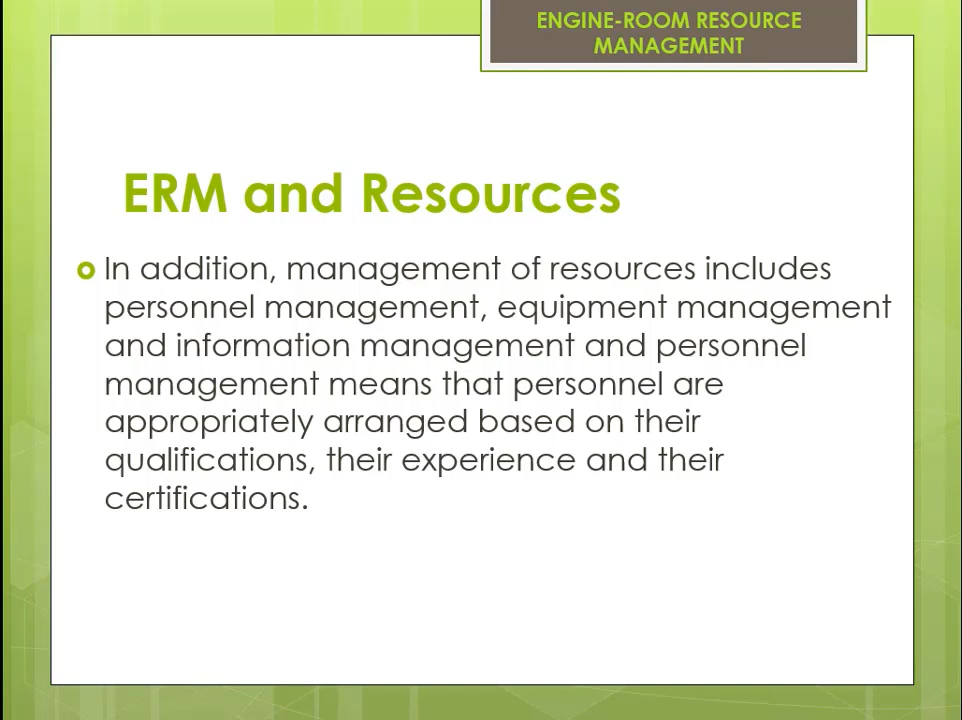 ENGINE-ROOM RESOURCE
MANAGEMENT
ERM and Resources
In addition, management of resources includes
personnel management, equipment management
and information management and personnel
management means that personnel are
appropriately arranged based on their
qualifications, their experience and their
certifications.